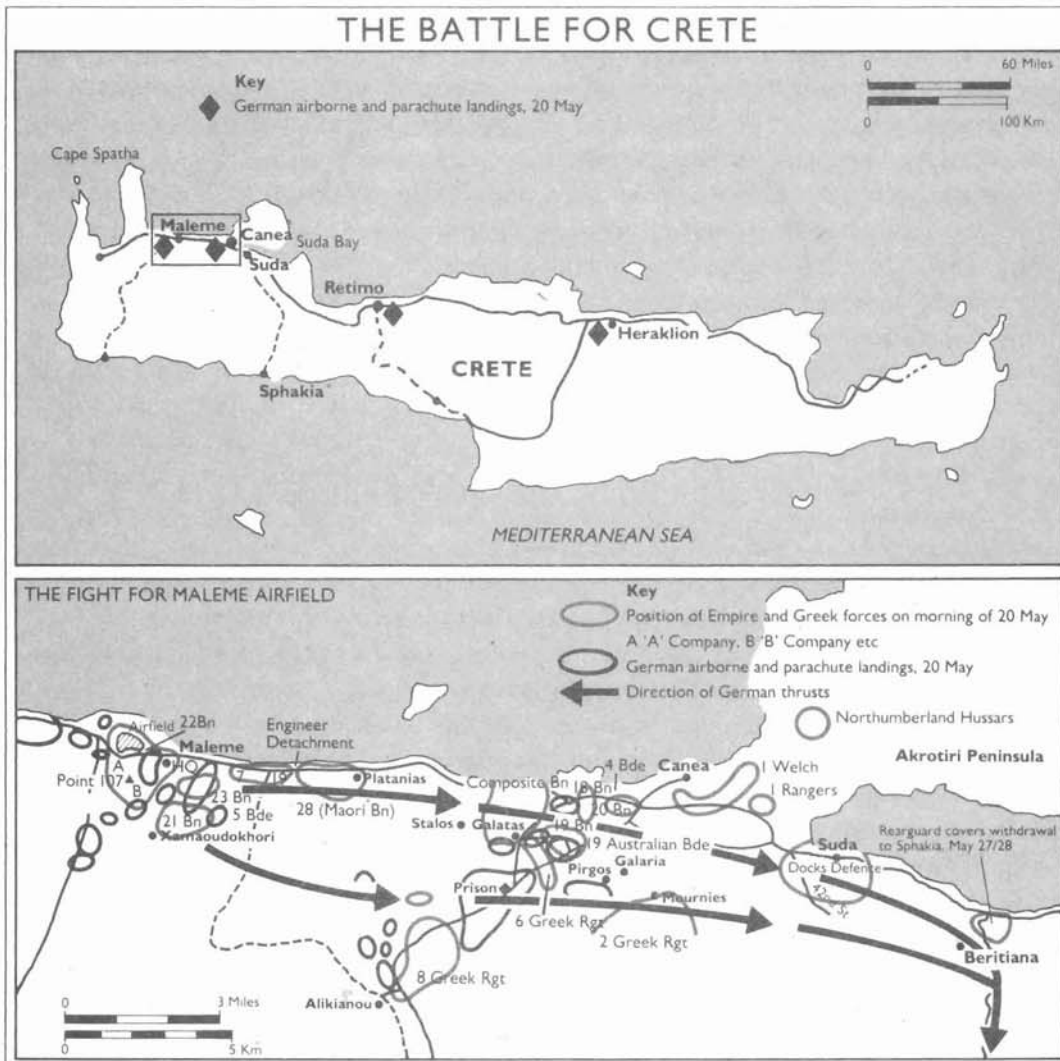 THE BATTLE FOR CRETE
Key
German airborne and parachute landings, 20 May
0 60 Miles
0 100 Km
Cape Spatha
Maleme
Canea
Suda Bay
Suda
Retimo
Heraklion
CRETE
Sphakia
MEDITERRANEAN SEA
THE FIGHT FOR MALEME AIRFIELD
Key
Position of Empire and Greek forces on morning of 20 May
A 'A' Company, B 'B' Company etc
German airborne and parachute landings, 20 May
Direction of German thrusts
Northumberland Hussars
Akrotiri Peninsula
Airfield
22Bn
Maleme
Engineer
Detachment
A
HQ
Point 107
B
7
19
Platanias
23 Bn
5 Bde
28 (Maori Bn)
21 Bn
Xamaoudokhori
Composite Bn
4 Bde
18 Bn
Canea
1 Welch
1 Rangers
20 Bn
Stalos
Galatas
19 Bn
19 Australian Bde
Galaria
Pirgos
Prison
Mournies
6 Greek Rgt
2 Greek Rgt
8 Greek Rgt
Alikianou
Suda
Docks Defence
42nd St.
Rearguard covers withdrawal
to Sphakia, May 27/28
Beritiana
0 3 Miles
0 5 Km